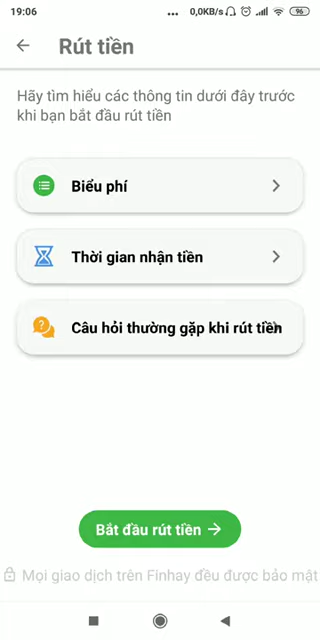 19:06
... 0,0KB/s 96
Rút tiền
Hãy tìm hiểu các thông tin dưới đây trước
khi bạn bắt đầu rút tiền
Biểu phí
Thời gian nhận tiền
Câu hỏi thường gặp khi rút tiền
Bắt đầu rút tiền
Mọi giao dịch trên Finhay đều được bảo mật